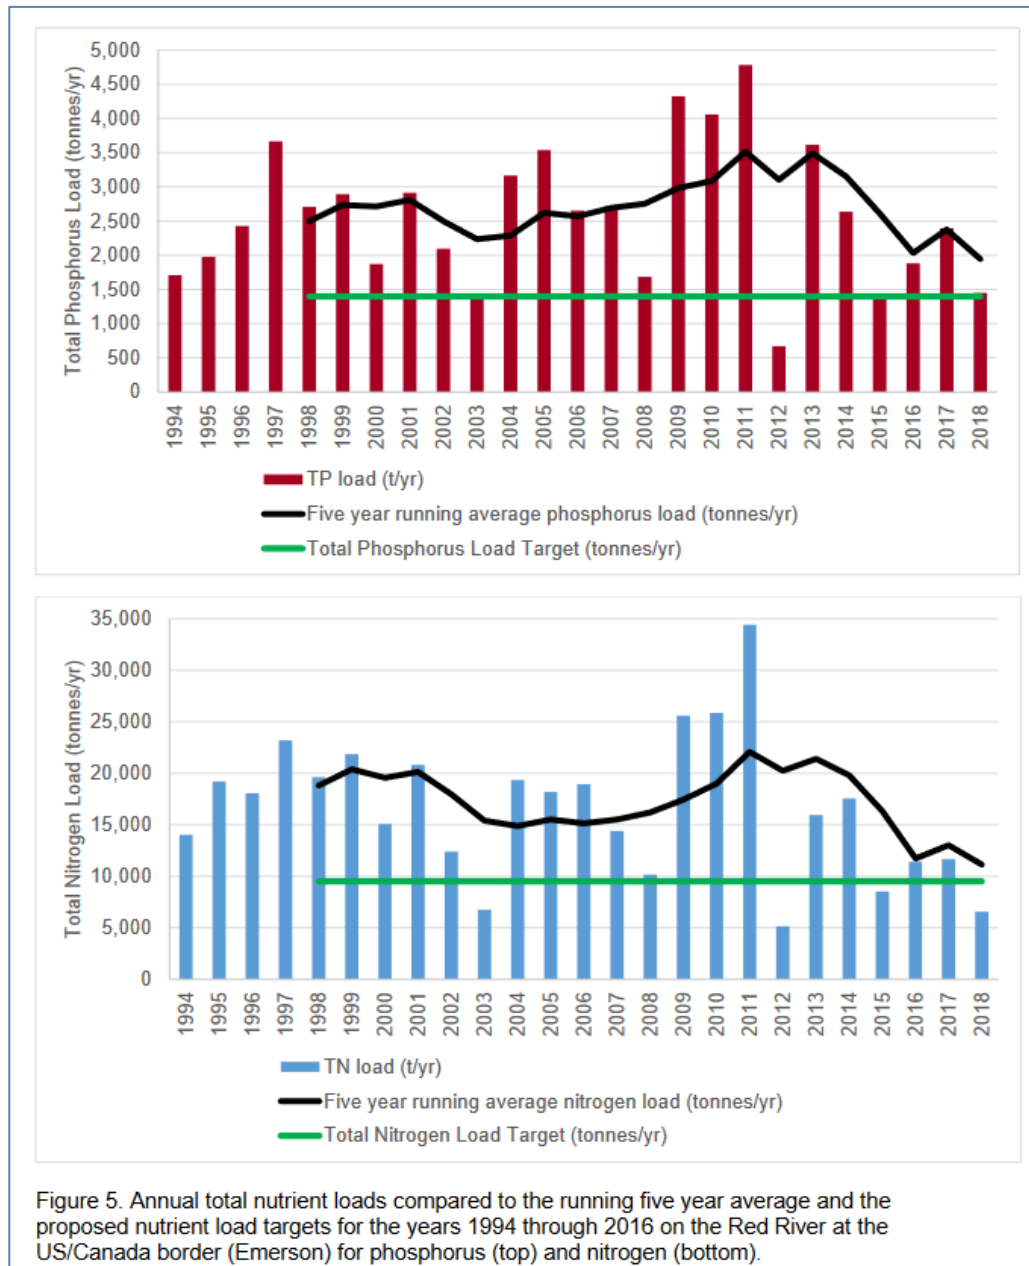 5,000
4,500
4,000
3,500
3,000
2,500
2,000
1,500
1,000
500
0
Total Phosphorus Load (tonnes/yr)
1994 1995 1996 1997 1998 1999 2000 2001 2002 2003 2004 2005 2006 2007 2008 2009 2010 2011 2012 2013 2014 2015 2016 2017 2018
TP load (t/yr)
Five year running average phosphorus load (tonnes/yr)
Total Phosphorus Load Target (tonnes/yr)
35,000
30,000
25,000
20,000
15,000
10,000
5,000
0
Total Nitrogen Load (tonnes/yr)
1994 1995 1996 1997 1998 1999 2000 2001 2002 2003 2004 2005 2006 2007 2008 2009 2010 2011 2012 2013 2014 2015 2016 2017 2018
TN load (t/yr)
Five year running average nitrogen load (tonnes/yr)
Total Nitrogen Load Target (tonnes/yr)
Figure 5. Annual total nutrient loads compared to the running five year average and the
proposed nutrient load targets for the years 1994 through 2016 on the Red River at the
US/Canada border (Emerson) for phosphorus (top) and nitrogen (bottom).